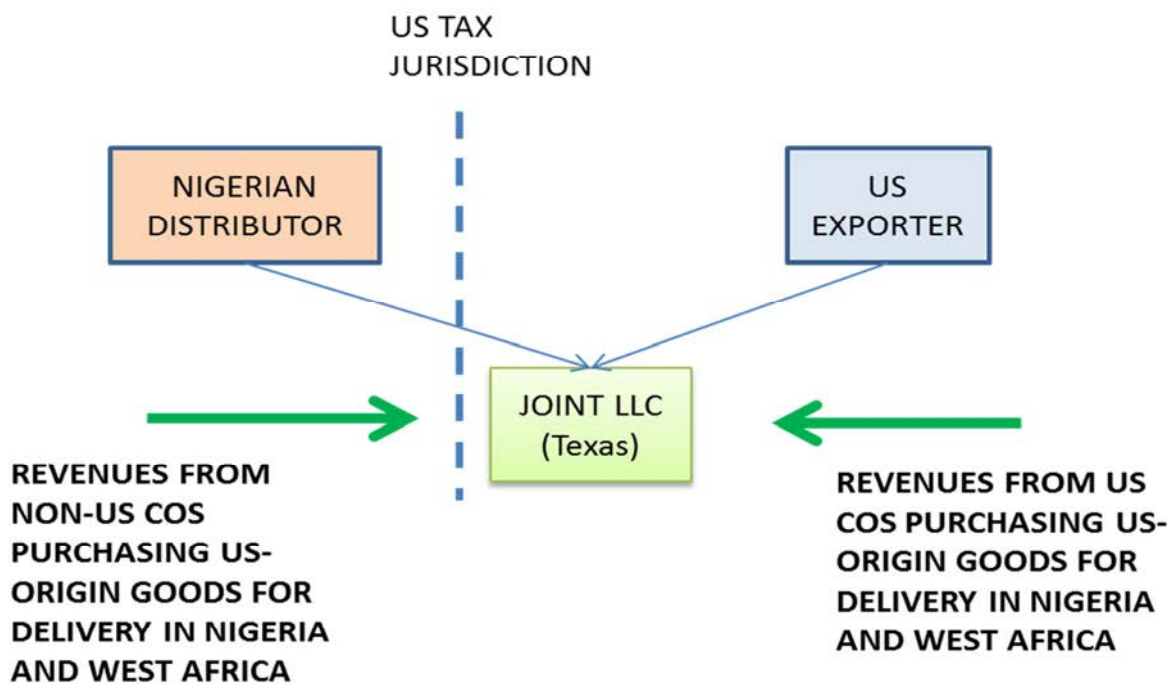 US TAX
JURISDICTION
NIGERIAN
DISTRIBUTOR
US
EXPORTER
JOINT LLC
(Texas)
REVENUES FROM
NON-US COS
PURCHASING US-
ORIGIN GOODS FOR
DELIVERY IN NIGERIA
AND WEST AFRICA
REVENUES FROM US
COS PURCHASING US-
ORIGIN GOODS FOR
DELIVERY IN NIGERIA
AND WEST AFRICA